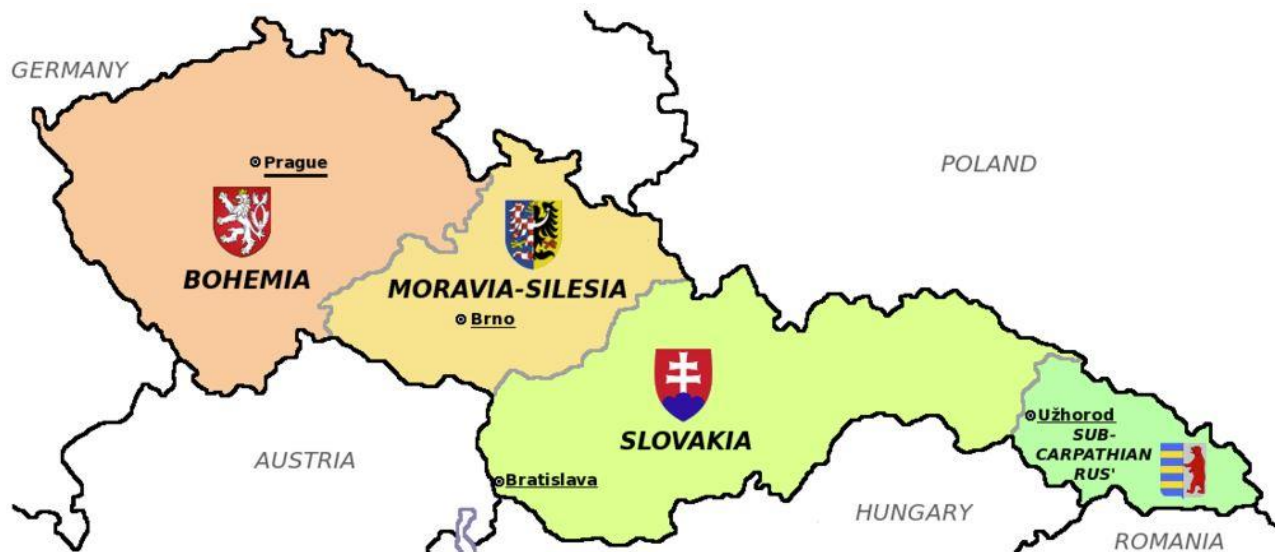 GERMANY
Prague
POLAND
BOHEMIA
MORAVIA-SILESIA
Brno
Užhorod
SUB-
CARPATHIAN
RUS'
SLOVAKIA
AUSTRIA
Bratislava
HUNGARY
ROMANIA